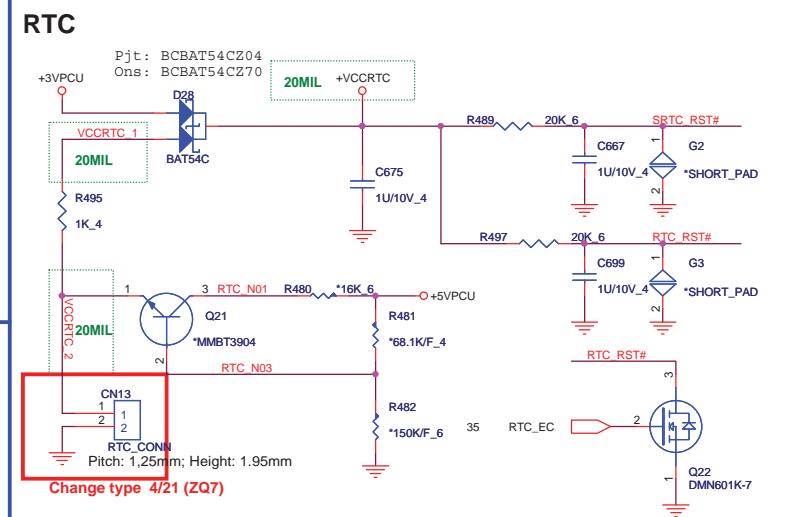 RTC
Pjt: BCBAT54CZ04
Ons: BCBAT54CZ70
+3VPCU
20MIL
+VCCRTC
D28
VCCRTC_1
20MIL
BAT54C
R489
20K_6
SRTC_RST#
C675
1U/10V_4
C667
1U/10V_4
1
G2
*SHORT_PAD
2
R495
1K_4
R497
20K_6
RTC_RST#
1
3
RTC_N01
R480
*16K_6
+5VPCU
C699
1U/10V_4
1
G3
*SHORT_PAD
2
VCCRTC_2
20MIL
Q21
*MMBT3904
2
R481
*68.1K/F_4
RTC_N03
RTC_RST#
3
CN13
1
2
1
2
RTC_CONN
R482
*150K/F_6
35
RTC_EC
2
Pitch: 1,25mm; Height: 1.95mm
1
Q22
DMN601K-7
Change type 4/21 (ZQ7)